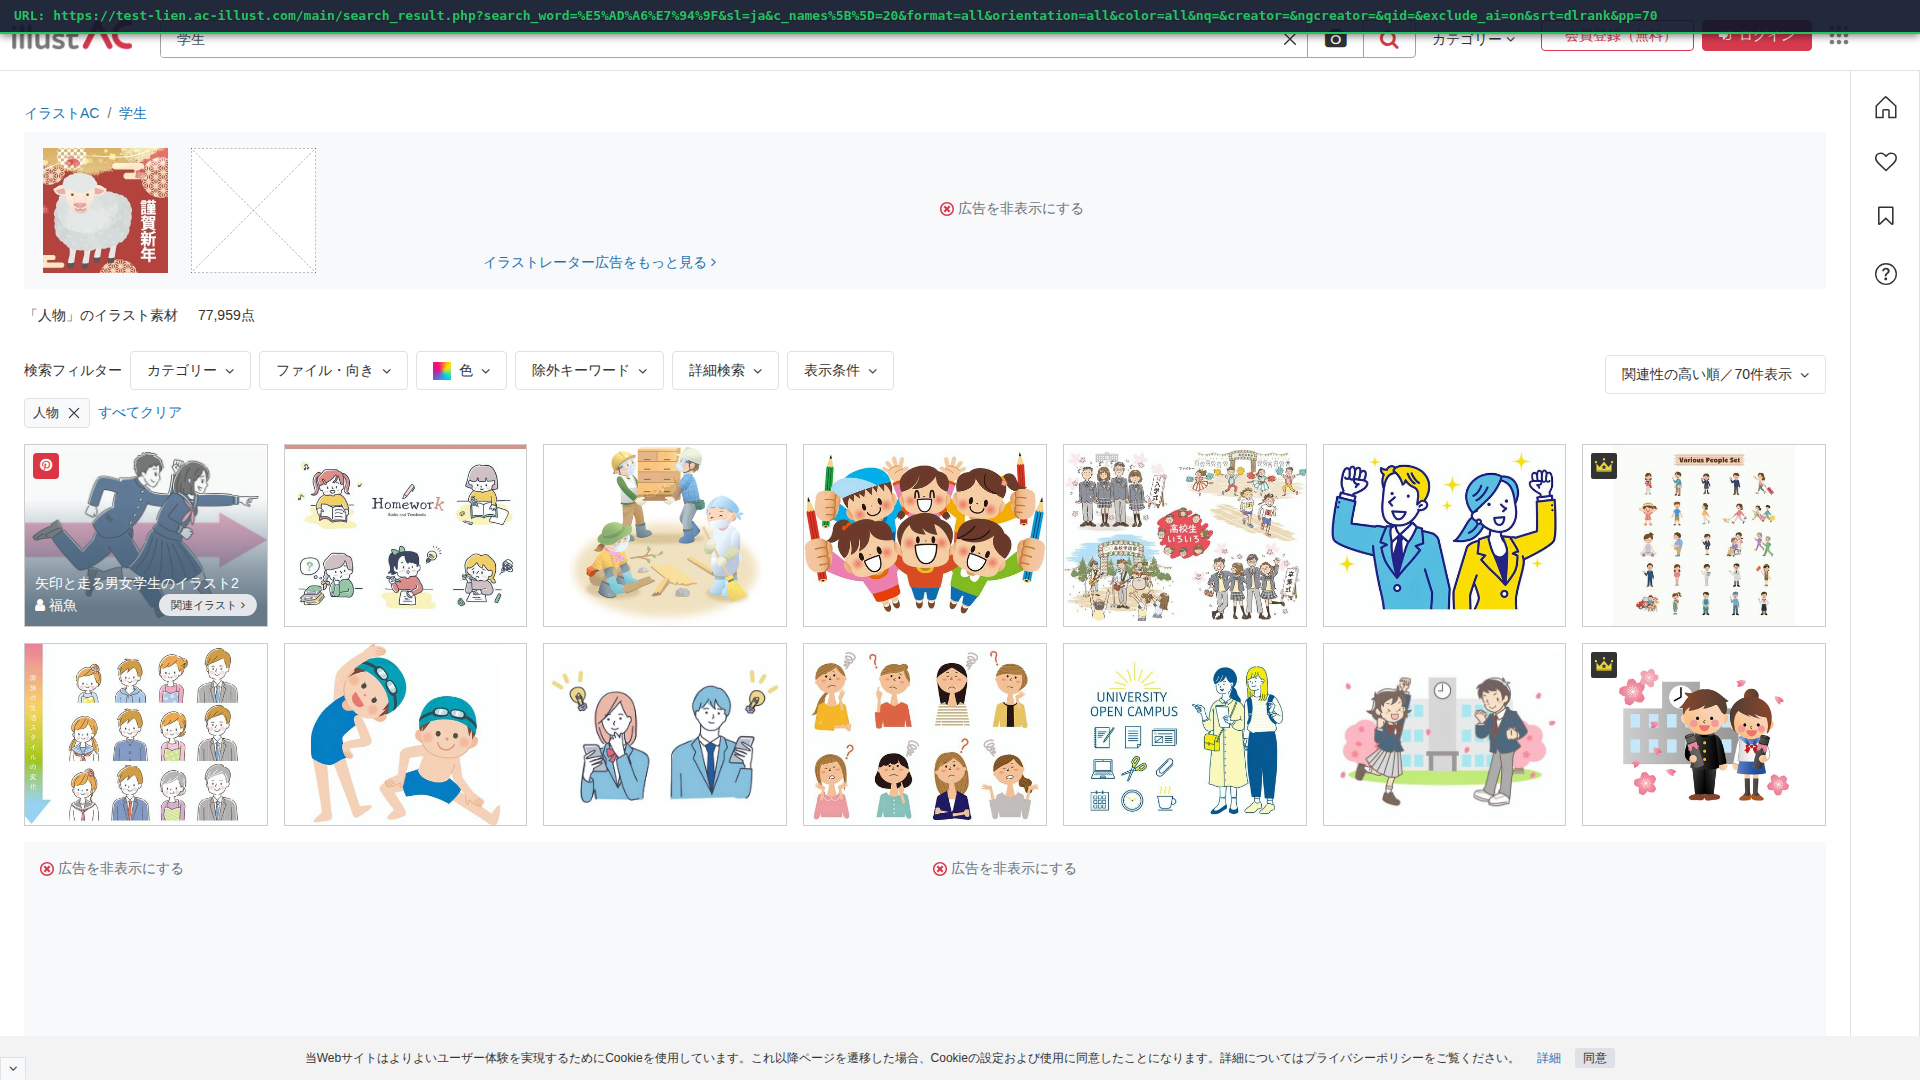 URL: https://test-lien.ac-illust.com/main/search_result.php?search_word=%E5%AD%A6%E7%94%9F&sl=ja&c_names%5B%5D=20&format=all&orientation=all&color=all&nq=&creator=&ngcreator=&qid=&exclude_ai=on&srt=dlrank&pp=70
illust AC
学生
カテゴリー
会員登録（無料）
ログイン
イラストAC / 学生
謹賀新年
広告を非表示にする
イラストレーター広告をもっと見る
「人物」のイラスト素材 77,959点
検索フィルター
カテゴリー
ファイル・向き
色
除外キーワード
詳細検索
表示条件
関連性の高い順／70件表示
人物
すべてクリア
矢印と走る男女学生のイラスト2
福魚
関連イラスト
Homework
高校生
いろいろ
Various People Set
UNIVERSITY
OPEN CAMPUS
広告を非表示にする
広告を非表示にする
当Webサイトはよりよいユーザー体験を実現するためにCookieを使用しています。これ以降ページを遷移した場合、Cookieの設定および使用に同意したことになります。詳細についてはプライバシーポリシーをご覧ください。
詳細
同意